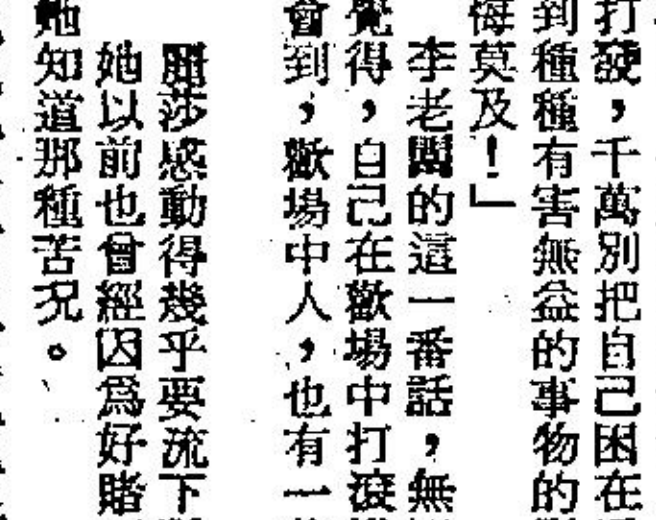 打發，千萬別把自己困在
到種種有害無益的事物的
悔莫及！」
李老闆的這一番話，無
覺得，自己在歡場中打滾
會到，歡場中人，也有一
麗莎感動得幾乎要流下
她以前也曾經因爲好賭
她知道那種苦況。